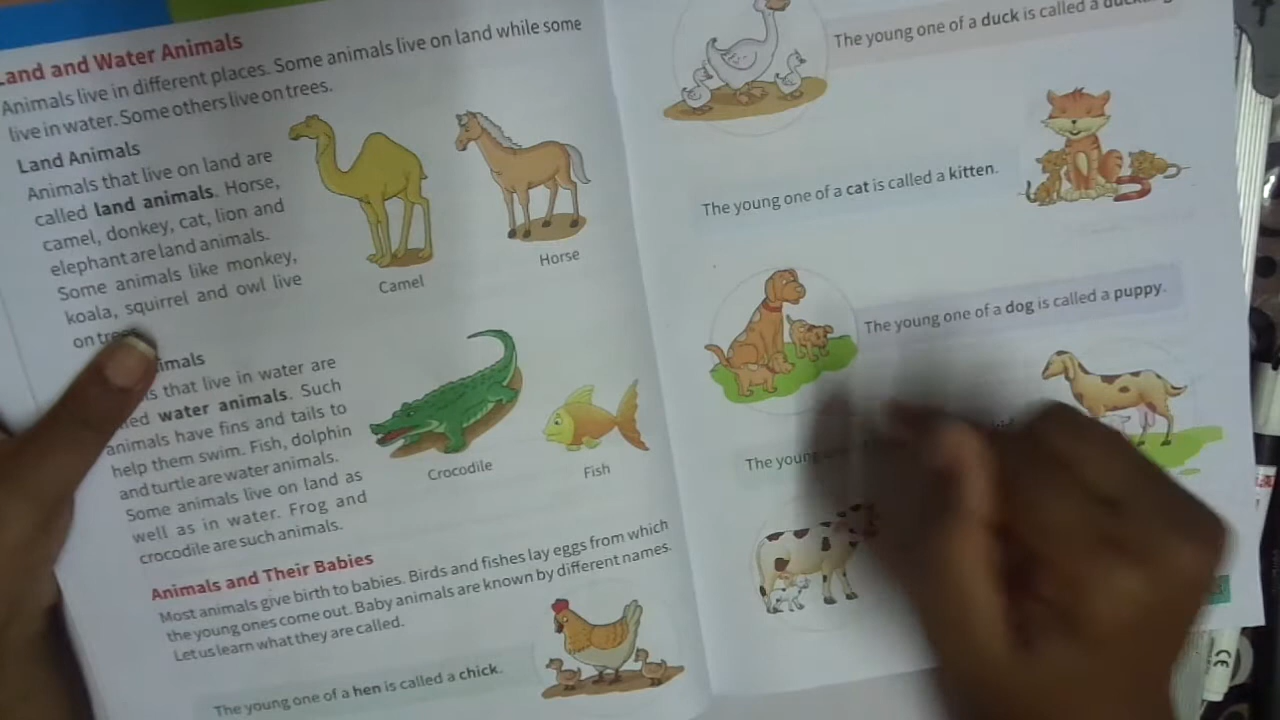 Land and Water Animals
Animals live in different places. Some animals live on land while some
live in water. Some others live on trees.
Land Animals
Animals that live on land are
called land animals. Horse,
camel, donkey, cat, lion and
elephant are land animals.
Some animals like monkey,
koala, squirrel and owl live
on
Camel
Horse
that live in water are
water animals. Such
animals have fins and tails to
help them swim. Fish, dolphin
and turtle are water animals.
Some animals live on land as
well as in water. Frog and
crocodile are such animals.
Crocodile
Fish
Animals and Their Babies
Most animals give birth to babies. Birds and fishes lay eggs from which
the young ones come out. Baby animals are known by different names.
Let us learn what they are called.
The young one of a hen is called a chick.
The young one of a duck is called a
The young one of a cat is called a kitten.
The young one of a dog is called a puppy.
The young